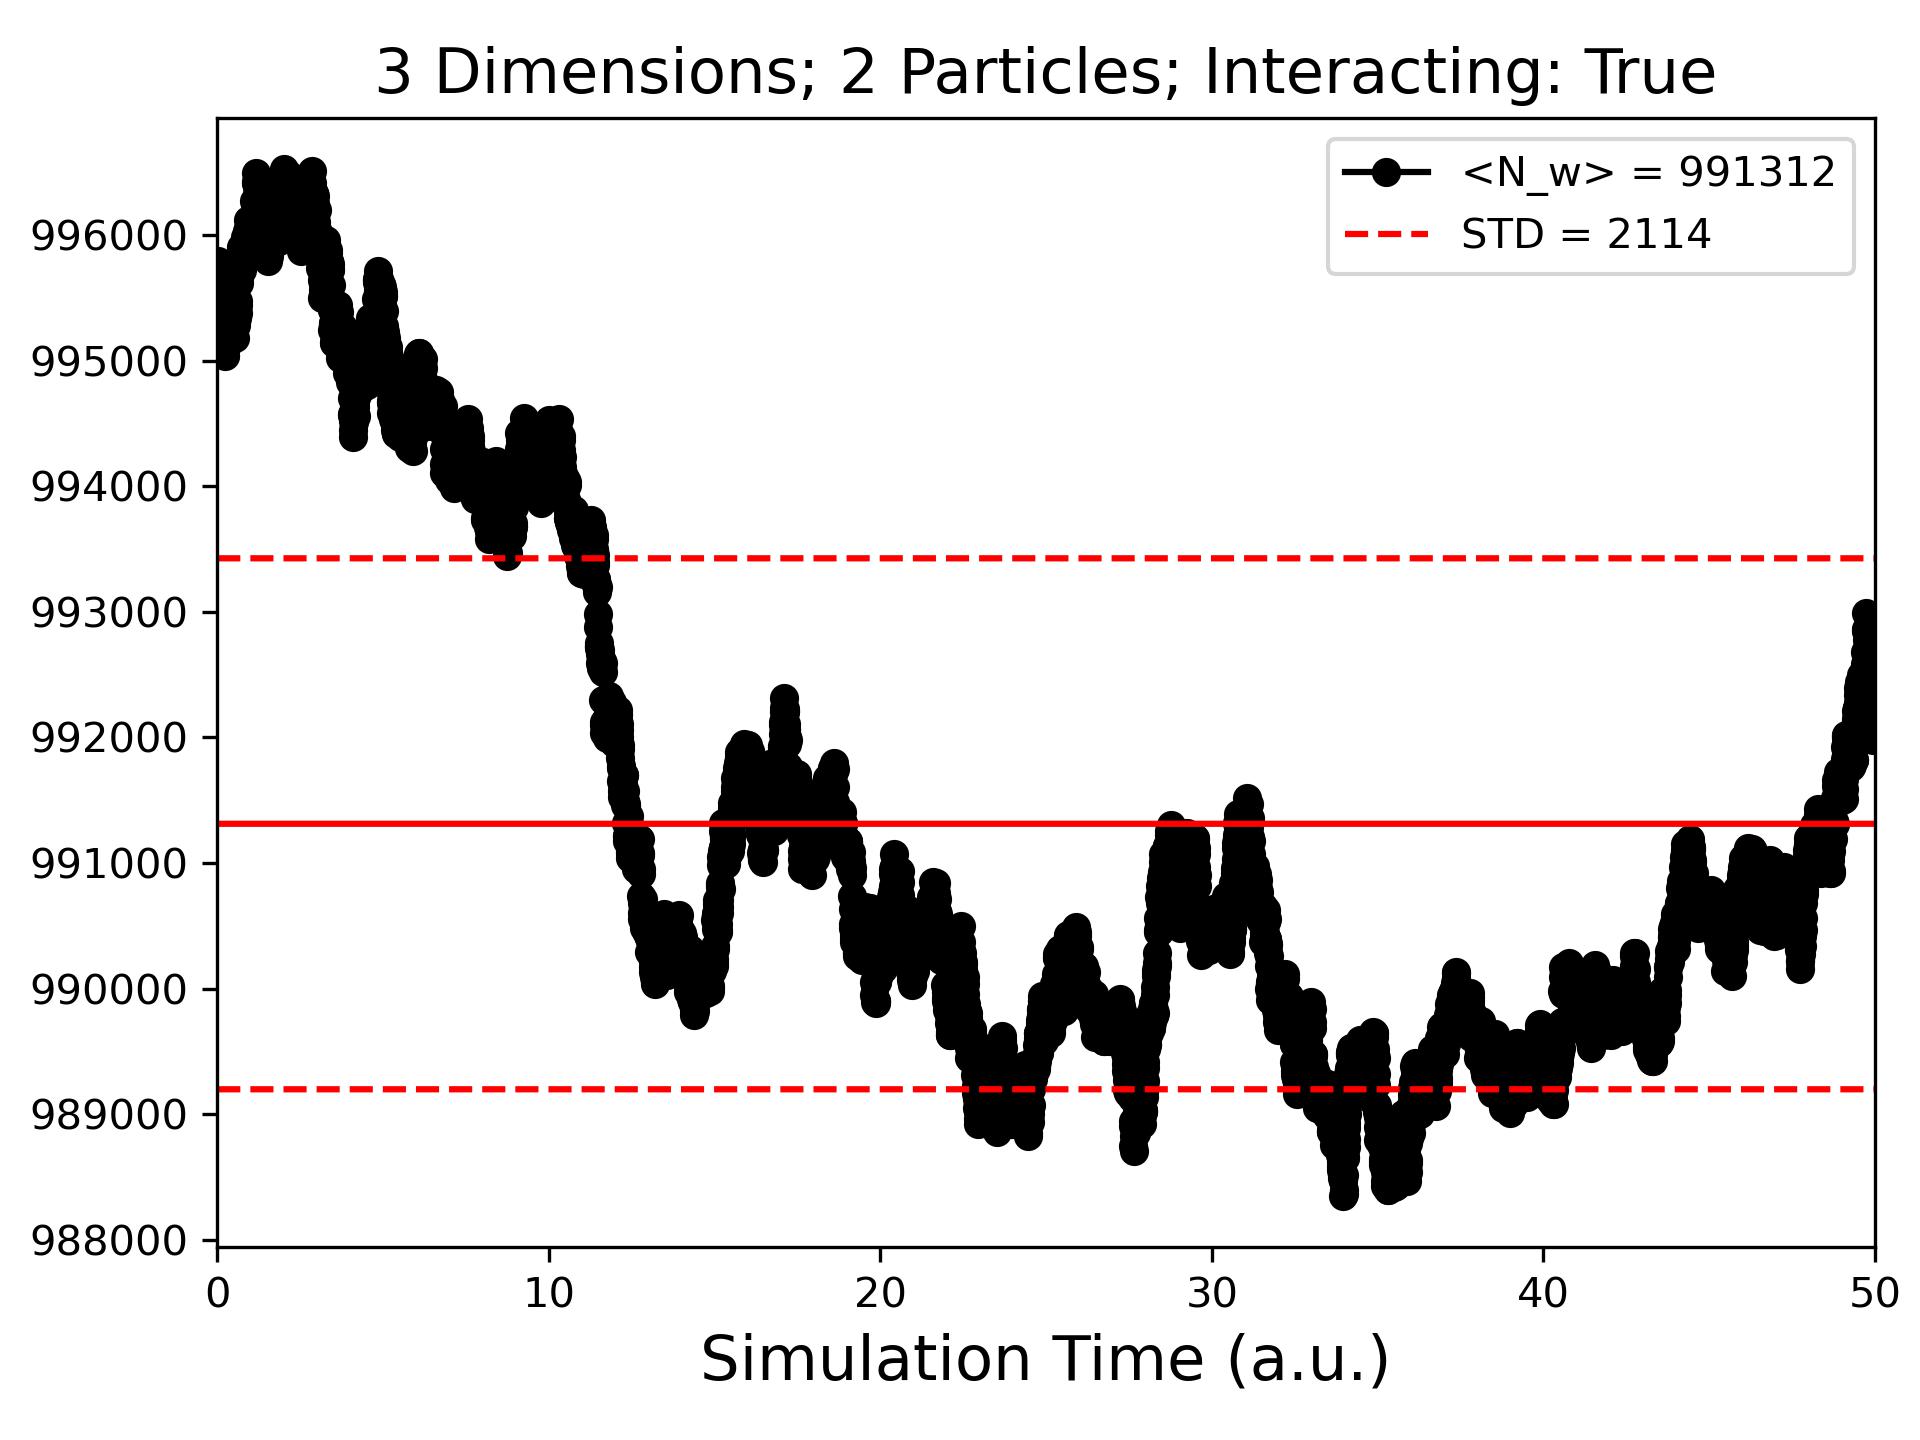 3 Dimensions; 2 Particles; Interacting: True
<N_w> = 991312
STD = 2114
996000
995000
994000
993000
992000
991000
990000
989000
988000
0 10 20 30 40 50
Simulation Time (a.u.)